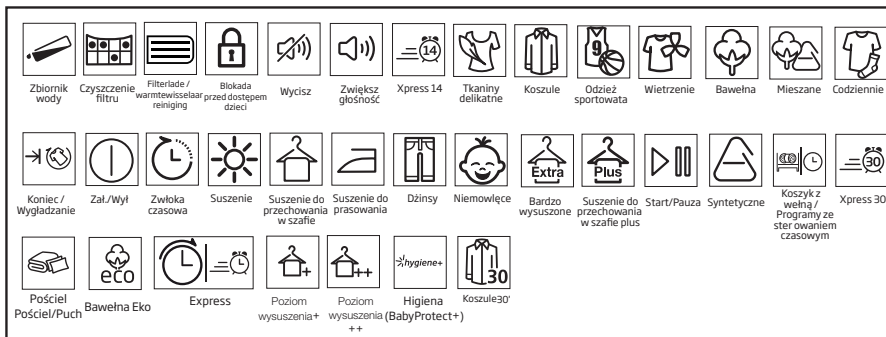 14
9
Zbiornik wody
Czyszczenie filtru
Filterlade / warmtewisselaar reiniging
Blokada przed dostępem dzieci
Wycisz
Zwiększ głośność
Xpress 14
Tkaniny delikatne
Koszule
Odzież sportowata
Wietrzenie
Bawełna
Mieszane
Codziennie
Extra
Plus
30
Koniec / Wygładzanie
Zał./Wył
Zwłoka czasowa
Suszenie
Suszenie do przechowania w szafie
Suszenie do prasowania
Dżinsy
Niemowlęce
Bardzo wysuszone
Suszenie do przechowania w szafie plus
Start/Pauza
Syntetyczne
Koszyk z wełną / Programy ze ster owaniem czasowym
Xpress 30
eco
+
++
hygiene+
30
Pościel Pościel/Puch
Bawełna Eko
Express
Poziom wysuszenia+
Poziom wysuszenia ++
Higiena (BabyProtect+)
Koszule30'